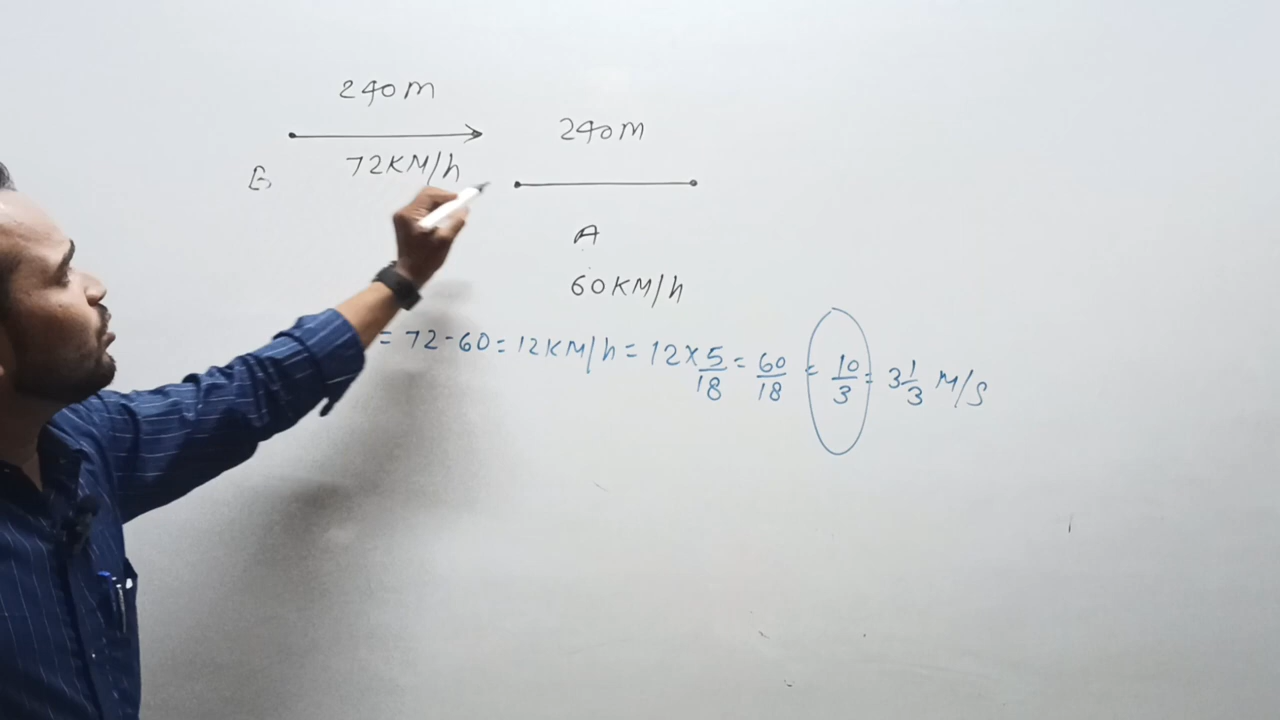 240m
240m
72KM/h
B
A
60KM/h
= 72-60 = 12KM/h = 12×5/18 = 60/18 = 10/3 = 3 1/3 M/S